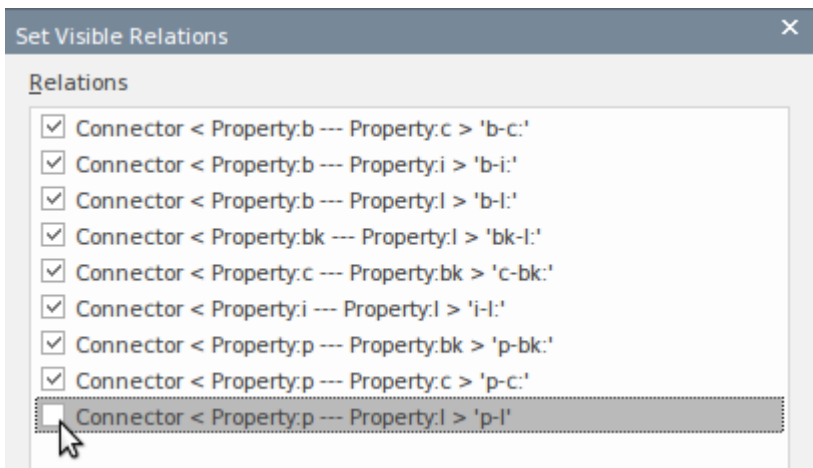 Set Visible Relations
Relations
Connector < Property:b --- Property:c > 'b-c:'
Connector < Property:b --- Property:i > 'b-i:'
Connector < Property:b --- Property:l > 'b-l:'
Connector < Property:bk --- Property:l > 'bk-l:'
Connector < Property:c --- Property:bk > 'c-bk:'
Connector < Property:i --- Property:l > 'i-l:'
Connector < Property:p --- Property:bk > 'p-bk:'
Connector < Property:p --- Property:c > 'p-c:'
Connector < Property:p --- Property:l > 'p-l'